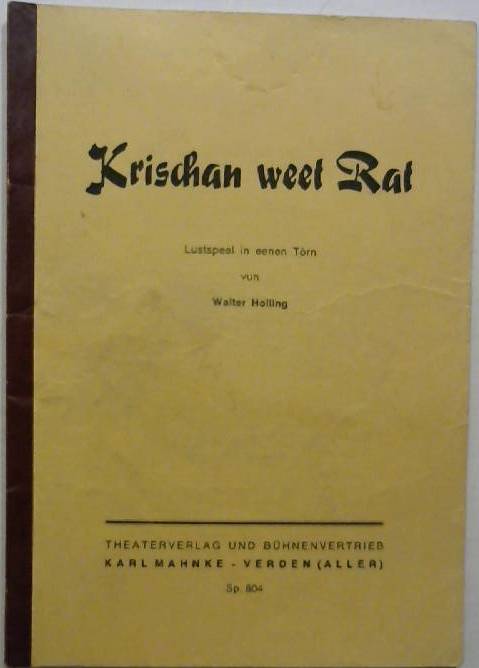 Krischan weet Rat
Lustspeel in eenen Törn
vun
Walter Holling
THEATERVERLAG UND BÜHNENVERTRIEB
KARL MAHNKE - VERDEN (ALLER)
Sp. 804